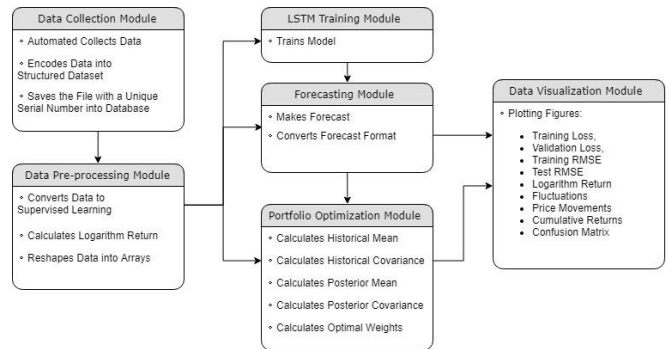 Data Collection Module
• Automated Collects Data
• Encodes Data into
Structured Dataset
• Saves the File with a Unique
Serial Number into Database
Data Pre-processing Module
• Converts Data to
Supervised Learning
• Calculates Logarithm Return
• Reshapes Data into Arrays
LSTM Training Module
• Trains Model
Forecasting Module
• Makes Forecast
• Converts Forecast Format
Portfolio Optimization Module
• Calculates Historical Mean
• Calculates Historical Covariance
• Calculates Posterior Mean
• Calculates Posterior Covariance
• Calculates Optimal Weights
Data Visualization Module
• Plotting Figures:
• Training Loss,
• Validation Loss,
• Training RMSE
• Test RMSE
• Logarithm Return
• Fluctuations
• Price Movements
• Cumulative Returns
• Confusion Matrix